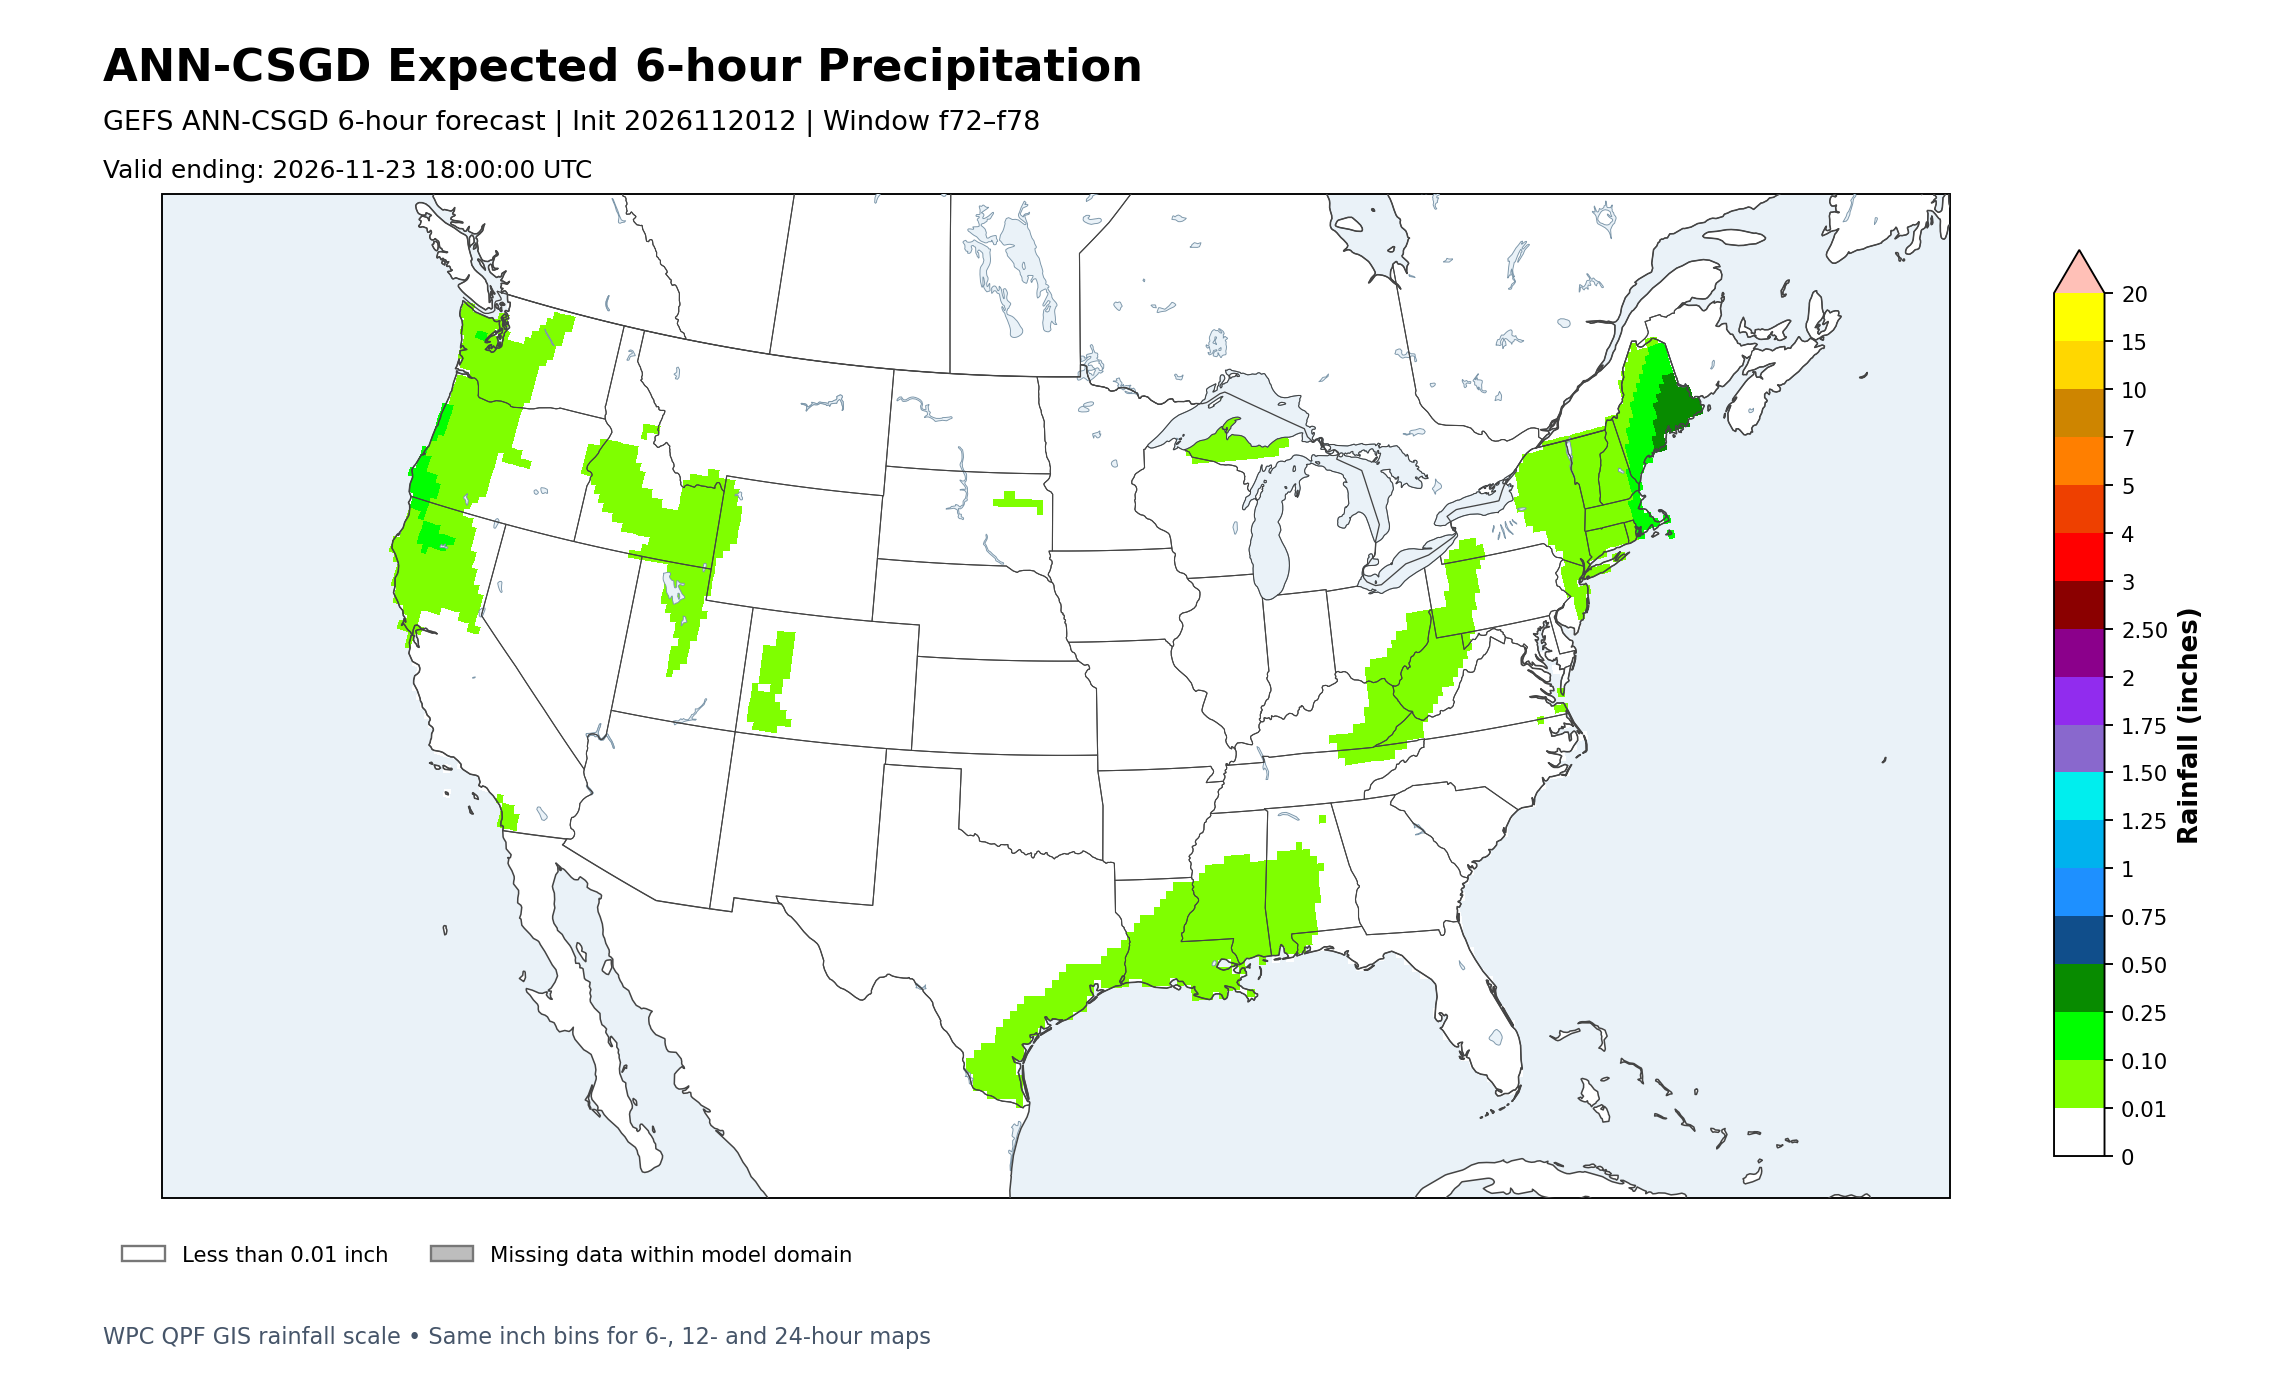 ANN-CSGD Expected 6-hour Precipitation
GEFS ANN-CSGD 6-hour forecast | Init 2026112012 | Window f72–f78
Valid ending: 2026-11-23 18:00:00 UTC
20
15
10
7
5
4
3
2.50
2
1.75
1.50
1.25
1
0.75
0.50
0.25
0.10
0.01
0
Rainfall (inches)
Less than 0.01 inch
Missing data within model domain
WPC QPF GIS rainfall scale • Same inch bins for 6-, 12- and 24-hour maps